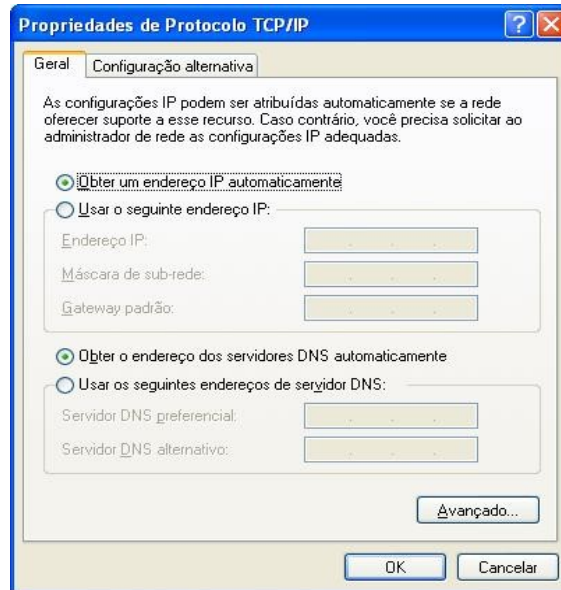 Propriedades de Protocolo TCP/IP
Geral
Configuração alternativa
As configurações IP podem ser atribuídas automaticamente se a rede
oferecer suporte a esse recurso. Caso contrário, você precisa solicitar ao
administrador de rede as configurações IP adequadas.
Obter um endereço IP automaticamente
Usar o seguinte endereço IP:
Endereço IP:
Máscara de sub-rede:
Gateway padrão:
Obter o endereço dos servidores DNS automaticamente
Usar os seguintes endereços de servidor DNS:
Servidor DNS preferencial:
Servidor DNS alternativo:
Avançado...
OK
Cancelar